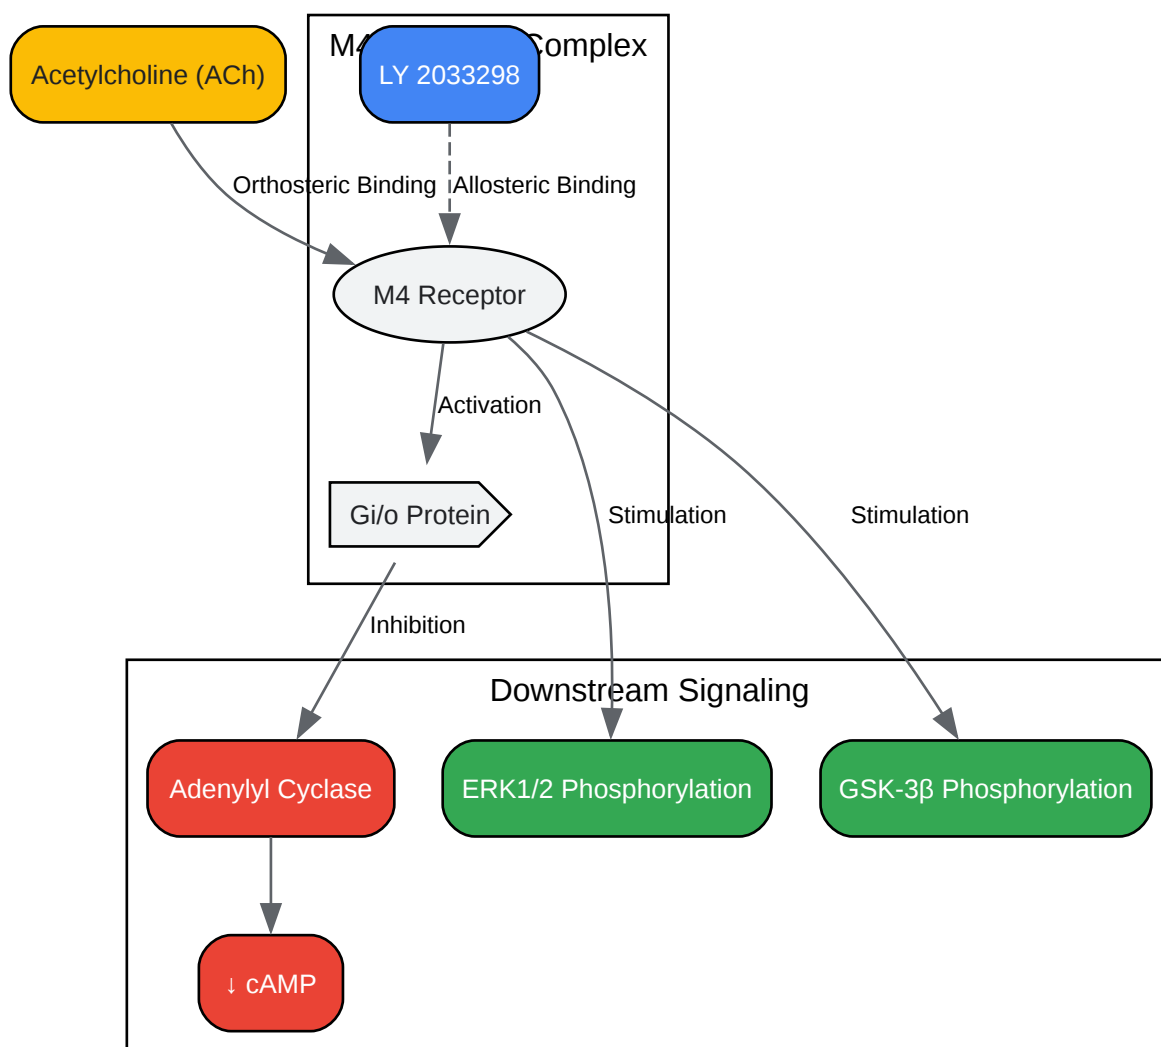 M4 Complex
Acetylcholine (ACh)
LY 2033298
Orthosteric Binding
Allosteric Binding
M4 Receptor
Activation
Gi/o Protein
Stimulation
Stimulation
Inhibition
Downstream Signaling
Adenylyl Cyclase
ERK1/2 Phosphorylation
GSK-3β Phosphorylation
↓ cAMP